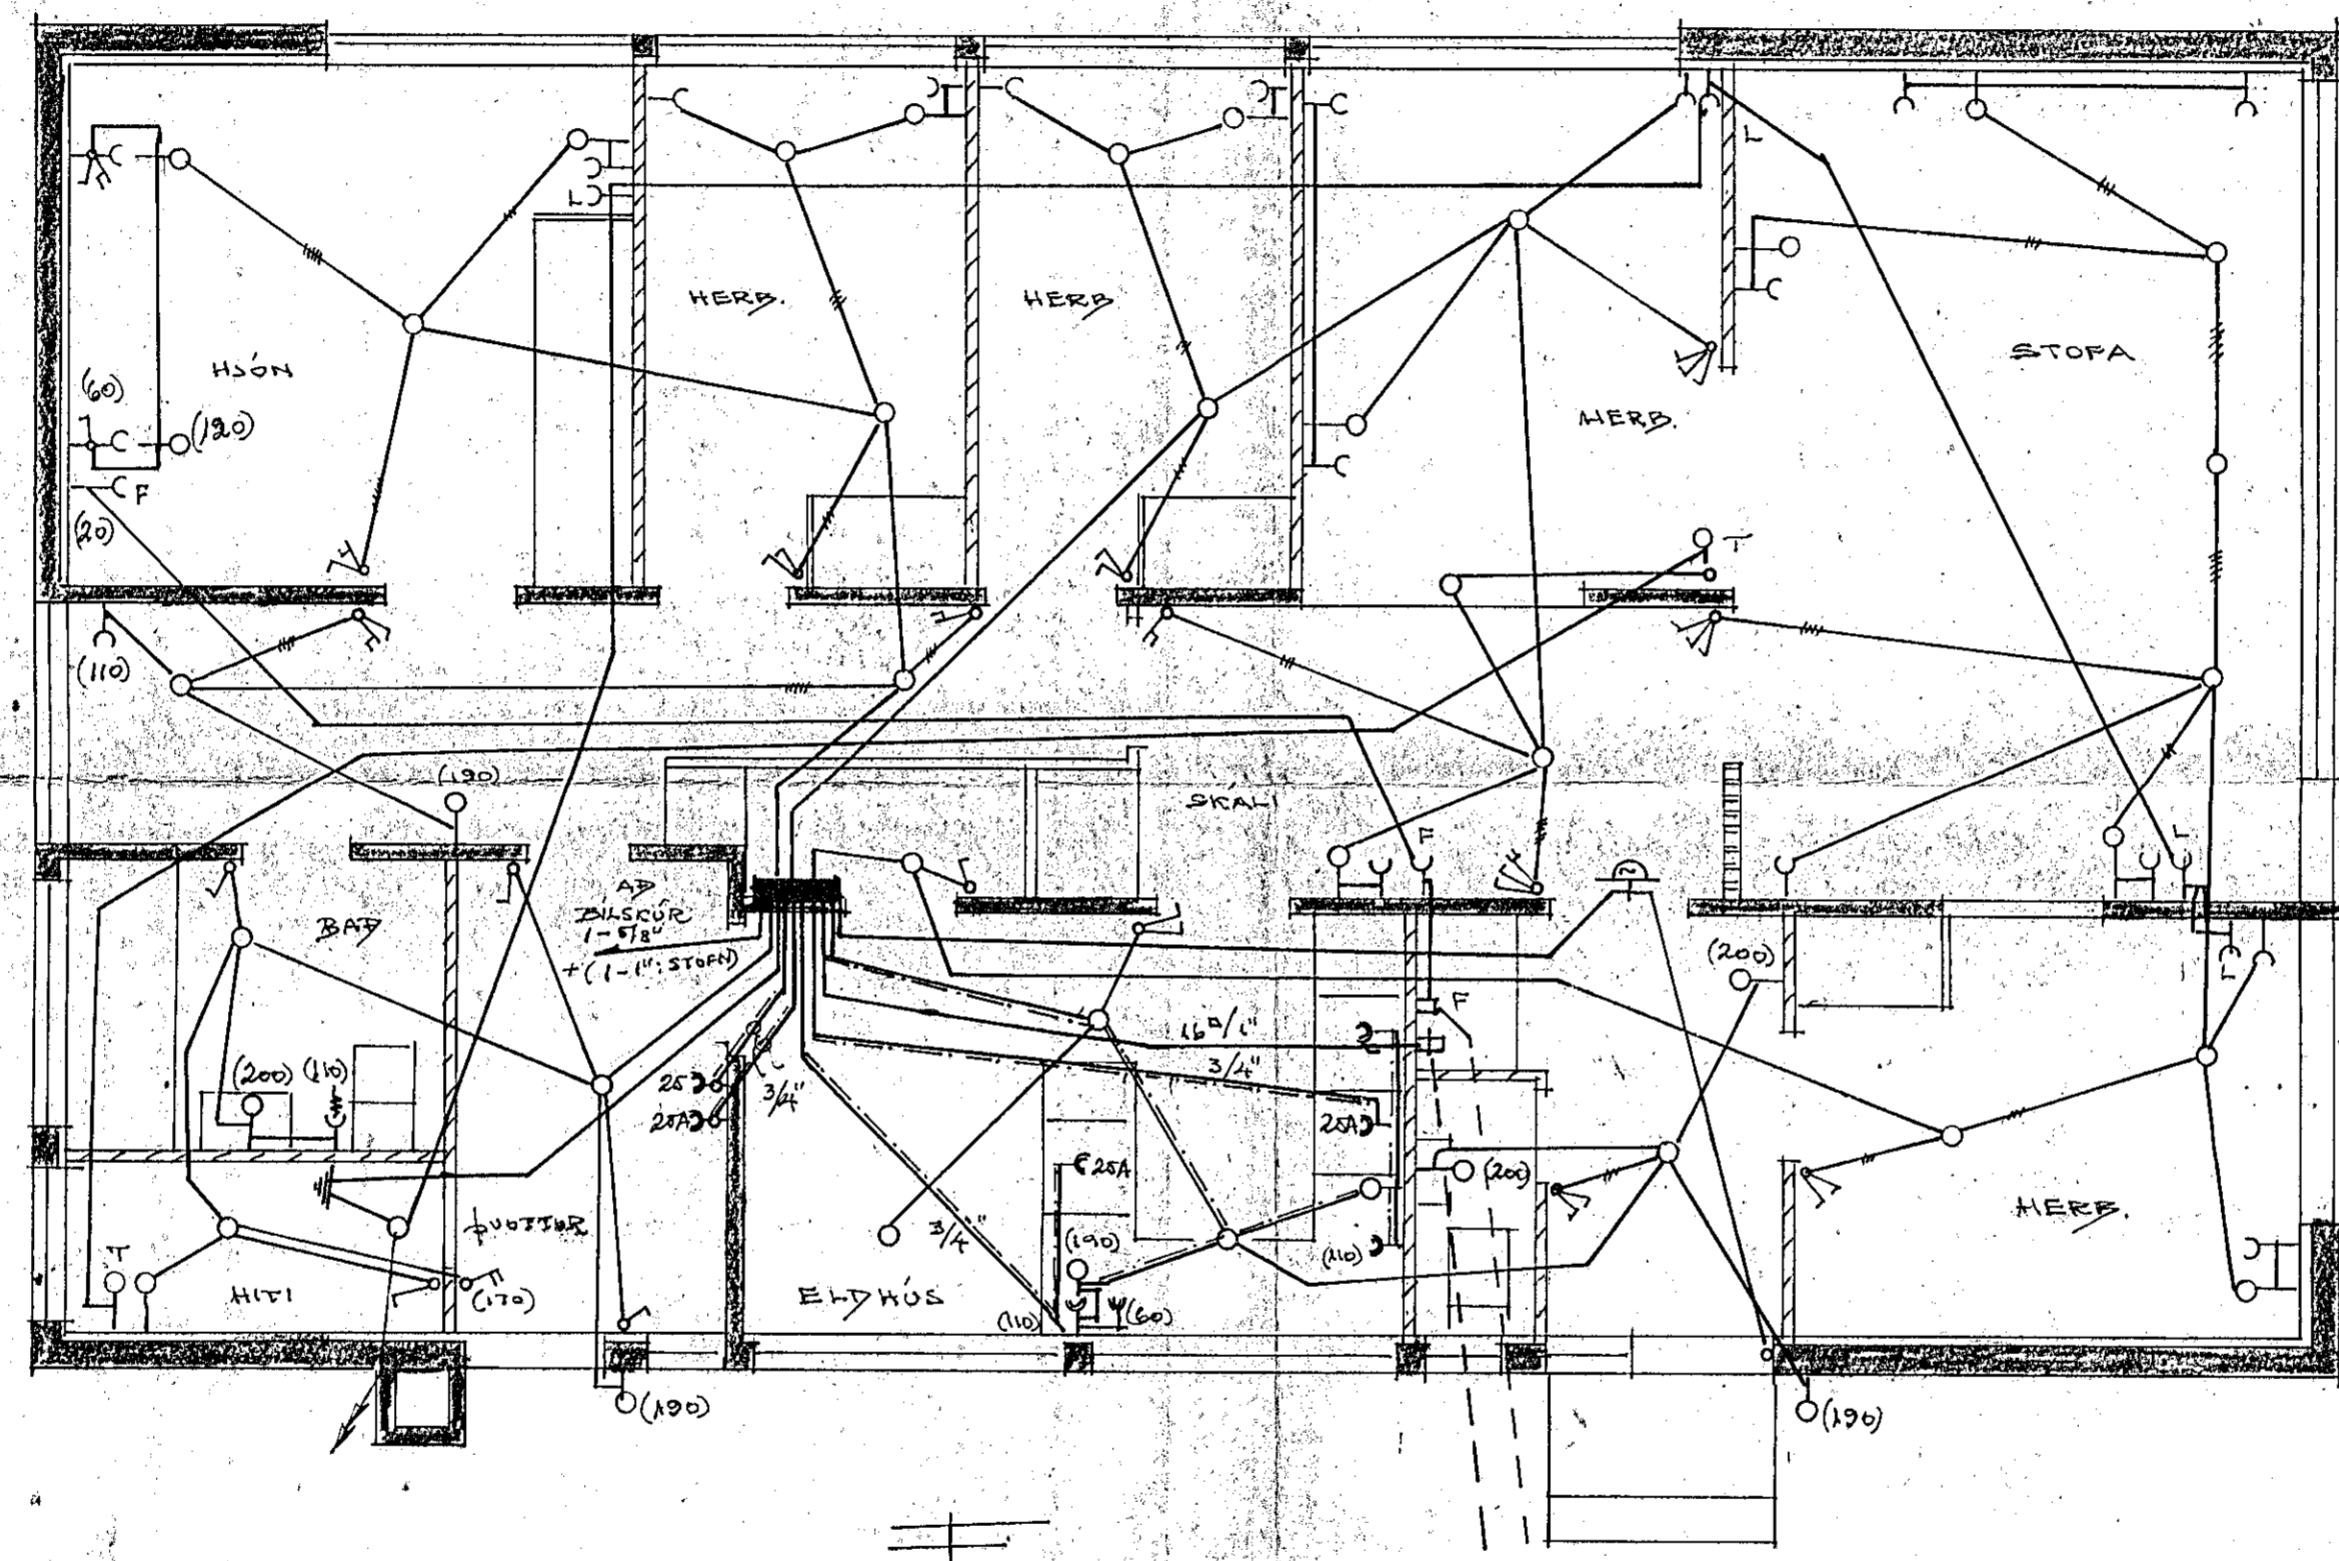 L
L
HERB.
HERB
HJÓN
STOFA
(60)
(120)
HERB.
F
(20)
T
(110)
(190)
SKÁLI
F
L
AÐ
BÍLSKÚR
1-5/8"
+(1-1": STOFN)
BAÐ
(200)
F
16□/1"
3/4"
(200) (110)
25
3/4"
25A
25A
25A
(200)
ÞVOTTUR
HERB.
3/4"
(190)
(110)
T
HITI
(170)
ELDHÚS
(110)
(60)
(190)
(190)